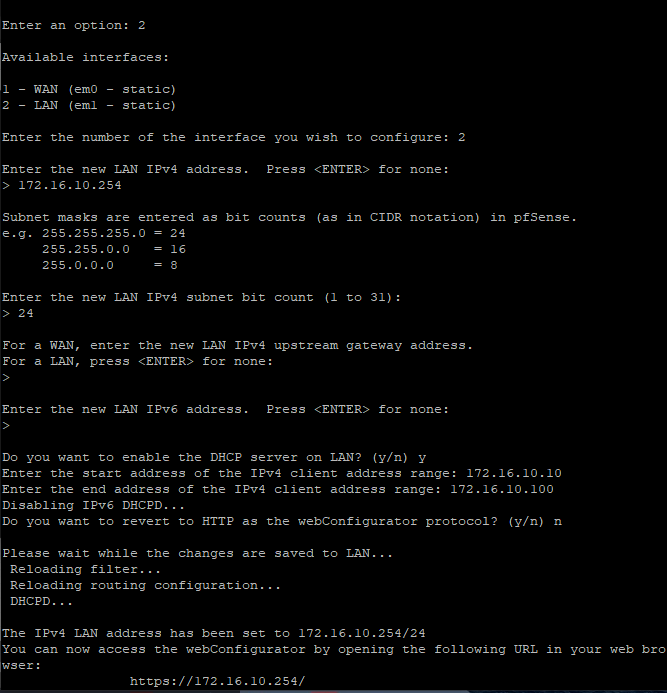 Enter an option: 2
Available interfaces:
1 - WAN (em0 - static)
2 - LAN (em1 - static)
Enter the number of the interface you wish to configure: 2
Enter the new LAN IPv4 address.  Press <ENTER> for none:
> 172.16.10.254
Subnet masks are entered as bit counts (as in CIDR notation) in pfSense.
e.g. 255.255.255.0 = 24
     255.255.0.0   = 16
     255.0.0.0     = 8
Enter the new LAN IPv4 subnet bit count (1 to 31):
> 24
For a WAN, enter the new LAN IPv4 upstream gateway address.
For a LAN, press <ENTER> for none:
>
Enter the new LAN IPv6 address.  Press <ENTER> for none:
>
Do you want to enable the DHCP server on LAN? (y/n) y
Enter the start address of the IPv4 client address range: 172.16.10.10
Enter the end address of the IPv4 client address range: 172.16.10.100
Disabling IPv6 DHCPD...
Do you want to revert to HTTP as the webConfigurator protocol? (y/n) n
Please wait while the changes are saved to LAN...
 Reloading filter...
 Reloading routing configuration...
 DHCPD...
The IPv4 LAN address has been set to 172.16.10.254/24
You can now access the webConfigurator by opening the following URL in your web bro
wser:
                https://172.16.10.254/